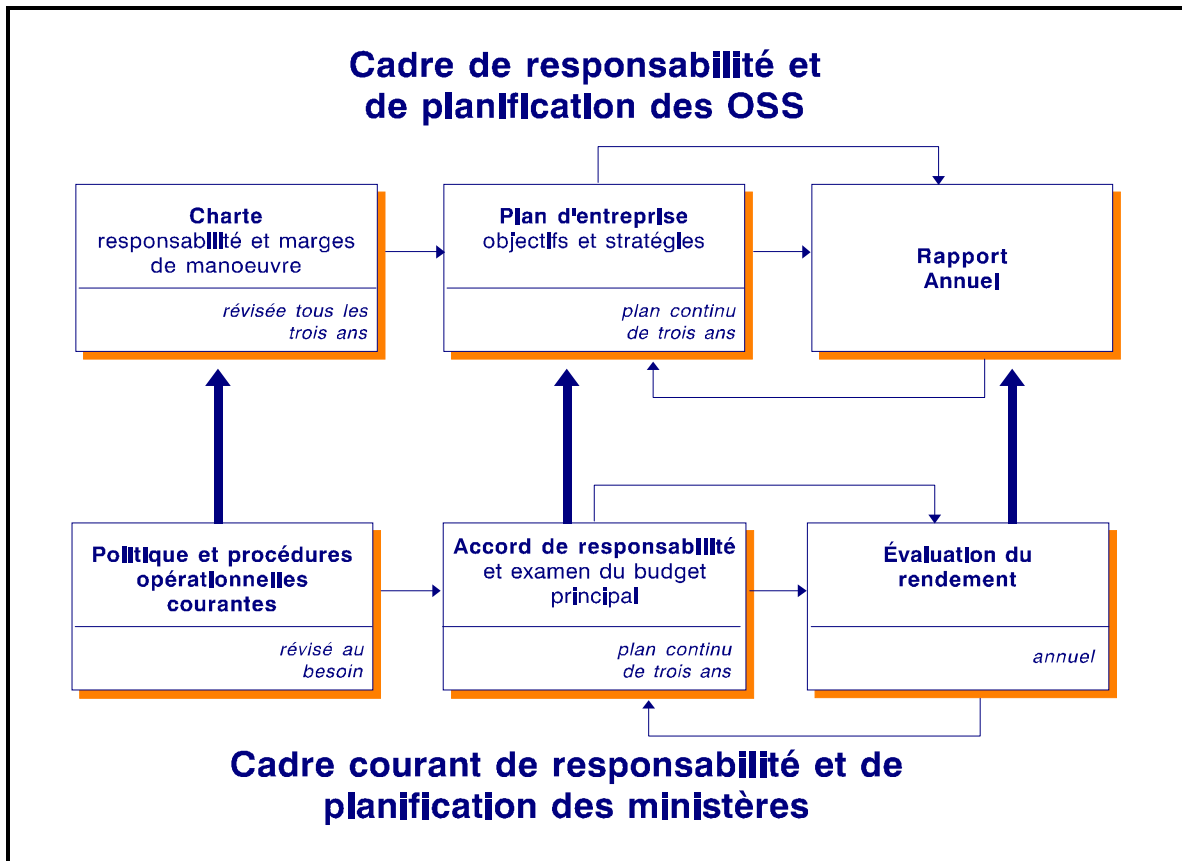 Cadre de responsabilité et
de planification des OSS
Charte
responsabilité et marges
de manoeuvre
révisée tous les
trois ans
Plan d'entreprise
objectifs et stratégles
plan continu
de trois ans
Rapport
Annuel
Politique et procédures
opérationnelles
courantes
révisé au
besoin
Accord de responsabilité
et examen du budget
principal
plan continu
de trois ans
Évaluation du
rendement
annuel
Cadre courant de responsabilité et de
planification des ministères